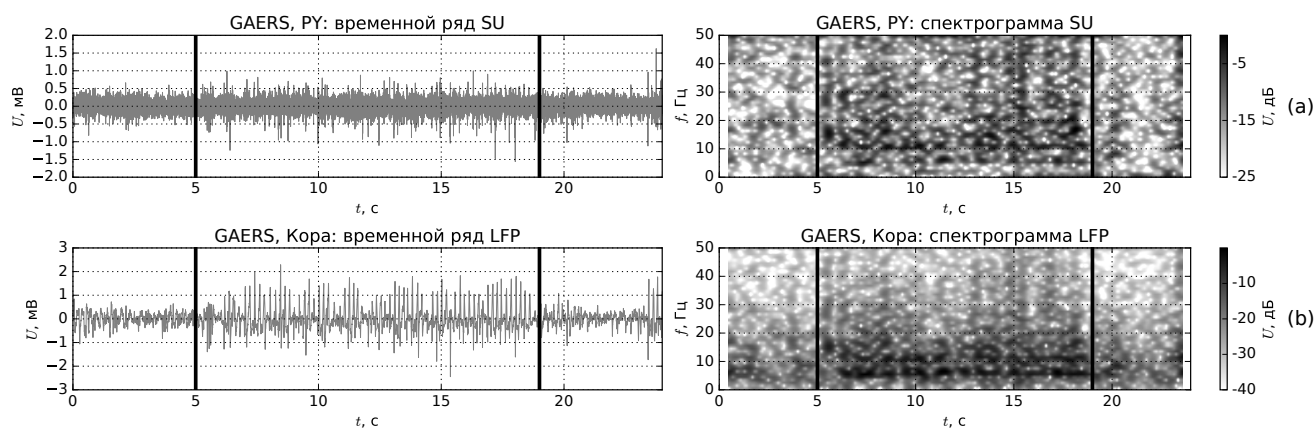 GAERS, PY: временной ряд SU
2.0
1.5
1.0
0.5
0.0
−0.5
−1.0
−1.5
−2.0
U, мВ
0 5 10 15 20
t, с
GAERS, PY: спектрограмма SU
50
40
30
20
10
0
f, Гц
0 5 10 15 20
t, с
-5
-15
-25
U, дБ
(a)
GAERS, Кора: временной ряд LFP
3
2
1
0
−1
−2
−3
U, мВ
0 5 10 15 20
t, с
GAERS, Кора: спектрограмма LFP
50
40
30
20
10
0
f, Гц
0 5 10 15 20
t, с
-10
-20
-30
-40
U, дБ
(b)